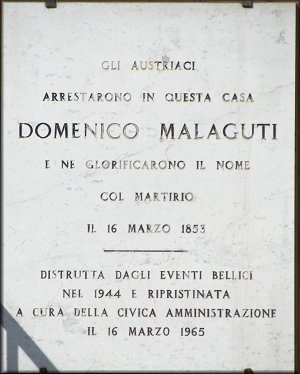 GLI AUSTRIACI
ARRESTARONO IN QUESTA CASA
DOMENICO MALAGUTI
E NE GLORIFICARONO IL NOME
COL MARTIRIO
IL 16 MARZO 1853
DISTRUTTA DAGLI EVENTI BELLICI
NEL 1944 E RIPRISTINATA
A CURA DELLA CIVICA AMMINISTRAZIONE
IL 16 MARZO 1965